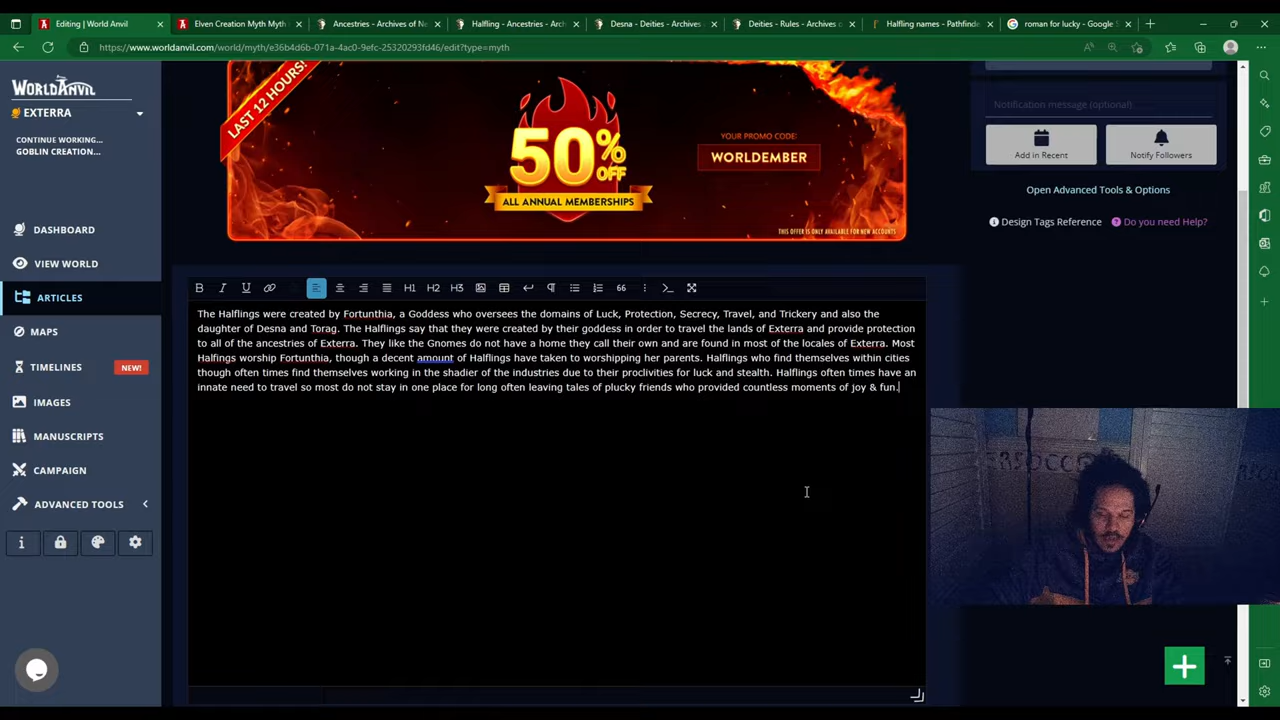 Editing | World Anvil
Elven Creation Myth Myth
Ancestries - Archives of Ne
Halfling - Ancestries - Arch
Desna - Deities - Archives
Deities - Rules - Archives o
Halfling names - Pathfinde
roman for lucky - Google S
https://www.worldanvil.com/world/myth/e36b4d6b-071a-4ac0-9efc-25320293fd46/edit?type=myth
WORLDANVIL
EXTERRA
CONTINUE WORKING...
GOBLIN CREATION...
DASHBOARD
VIEW WORLD
ARTICLES
MAPS
TIMELINES
NEW!
IMAGES
MANUSCRIPTS
CAMPAIGN
ADVANCED TOOLS
LAST 12 HOURS!
50% OFF
ALL ANNUAL MEMBERSHIPS
YOUR PROMO CODE:
WORLDEMBER
*THIS OFFER IS ONLY AVAILABLE FOR NEW ACCOUNTS
Notification message (optional)
Add in Recent
Notify Followers
Open Advanced Tools & Options
Design Tags Reference
Do you need Help?
B I U H1 H2 H3 66
The Halflings were created by Fortunthia, a Goddess who oversees the domains of Luck, Protection, Secrecy, Travel, and Trickery and also the
daughter of Desna and Torag. The Halflings say that they were created by their goddess in order to travel the lands of Exterra and provide protection
to all of the ancestries of Exterra. They like the Gnomes do not have a home they call their own and are found in most of the locales of Exterra. Most
Halfings worship Fortunthia, though a decent amount of Halflings have taken to worshipping her parents. Halflings who find themselves within cities
though often times find themselves working in the shadier of the industries due to their proclivities for luck and stealth. Halflings often times have an
innate need to travel so most do not stay in one place for long often leaving tales of plucky friends who provided countless moments of joy & fun.